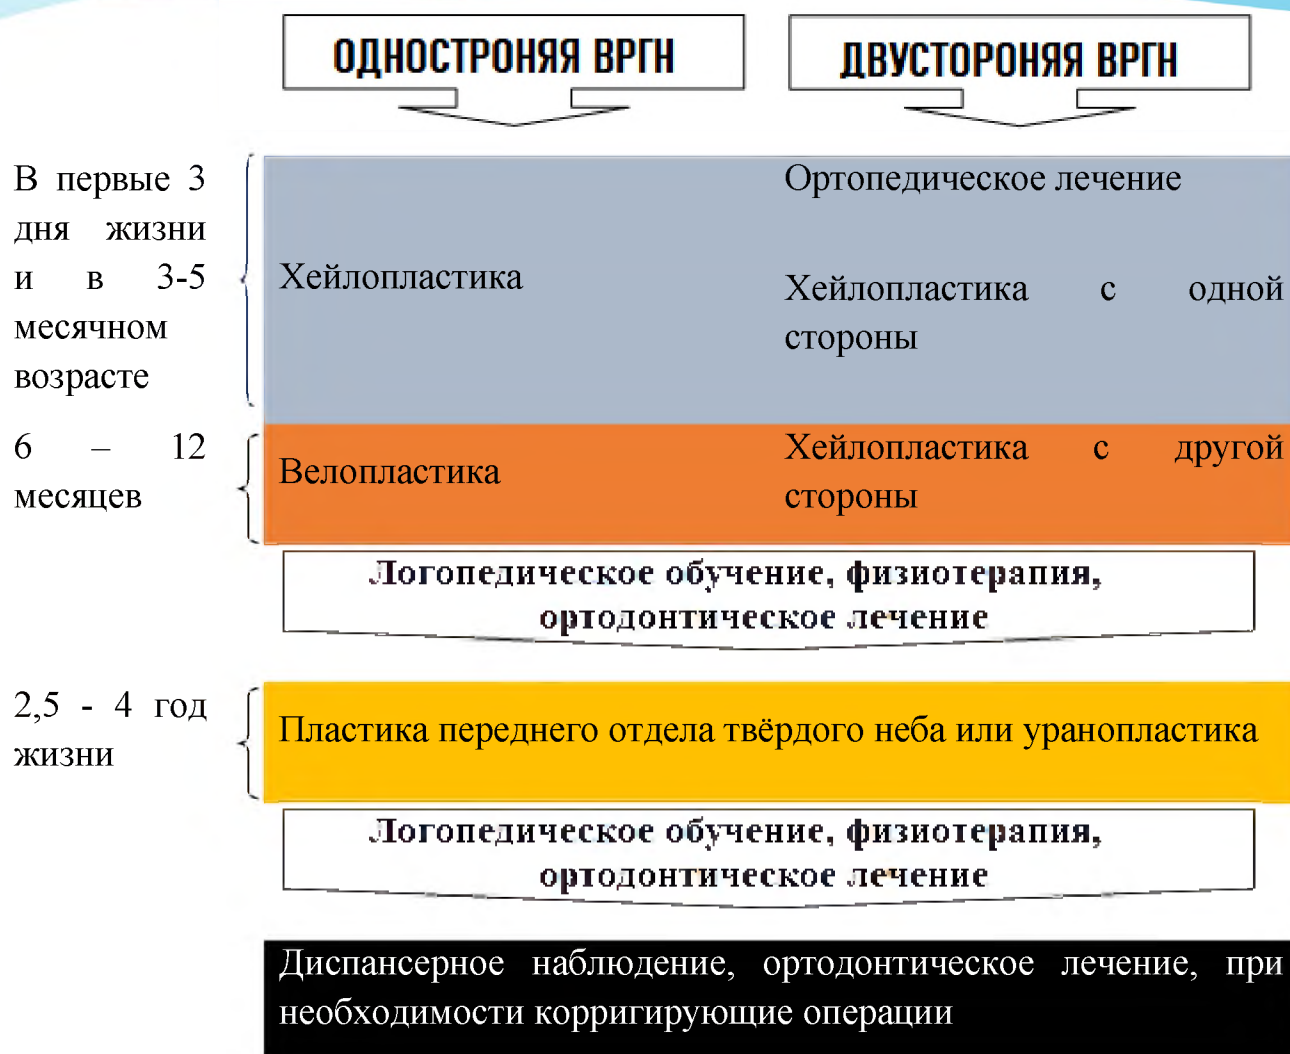 ОДНОСТРОНЯЯ ВРГН
ДВУСТОРОНЯЯ ВРГН
В первые 3
дня жизни
и в 3-5
месячном
возрасте
Хейлопластика
Ортопедическое лечение
Хейлопластика с одной
стороны
6 – 12
месяцев
Велопластика
Хейлопластика с другой
стороны
Логопедическое обучение, физиотерапия,
ортодонтическое лечение
2,5 - 4 год
жизни
Пластика переднего отдела твёрдого неба или уранопластика
Логопедическое обучение, физиотерапия,
ортодонтическое лечение
Диспансерное наблюдение, ортодонтическое лечение, при
необходимости корригирующие операции